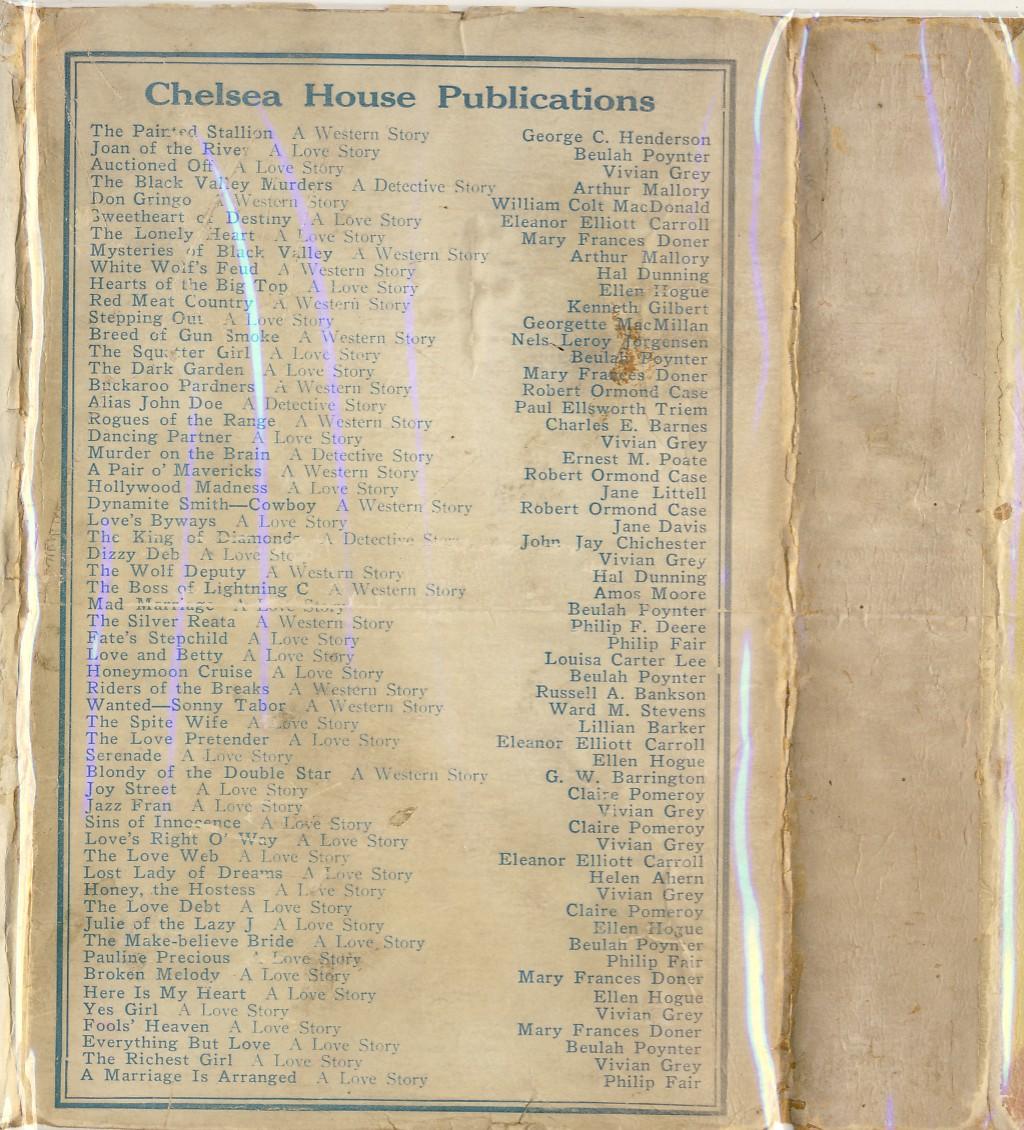 Chelsea House Publications
The Painted Stallion A Western Story George C. Henderson
Joan of the River A Love Story Beulah Poynter
Auctioned Off A Love Story Vivian Grey
The Black Valley Murders A Detective Story Arthur Mallory
Don Gringo A Western Story William Colt MacDonald
Sweetheart of Destiny A Love Story Eleanor Elliott Carroll
The Lonely Heart A Love Story Mary Frances Doner
Mysteries of Black Valley A Western Story Arthur Mallory
White Wolf's Feud A Western Story Hal Dunning
Hearts of the Big Top A Love Story Ellen Hogue
Red Meat Country A Western Story Kenneth Gilbert
Stepping Out A Love Story Georgette MacMillan
Breed of Gun Smoke A Western Story Nels Leroy Jorgensen
The Squatter Girl A Love Story Beulah Poynter
The Dark Garden A Love Story Mary Frances Doner
Buckaroo Pardners A Western Story Robert Ormond Case
Alias John Doe A Detective Story Paul Ellsworth Triem
Rogues of the Range A Western Story Charles E. Barnes
Dancing Partner A Love Story Vivian Grey
Murder on the Brain A Detective Story Ernest M. Poate
A Pair o' Mavericks A Western Story Robert Ormond Case
Hollywood Madness A Love Story Jane Littell
Dynamite Smith—Cowboy A Western Story Robert Ormond Case
Love's Byways A Love Story Jane Davis
The King of Diamonds A Detective Story John Jay Chichester
Dizzy Deb A Love Story Vivian Grey
The Wolf Deputy A Western Story Hal Dunning
The Boss of Lightning C A Western Story Amos Moore
Mad Marriage A Love Story Beulah Poynter
The Silver Reata A Western Story Philip F. Deere
Fate's Stepchild A Love Story Philip Fair
Love and Betty A Love Story Louisa Carter Lee
Honeymoon Cruise A Love Story Beulah Poynter
Riders of the Breaks A Western Story Russell A. Bankson
Wanted—Sonny Tabor A Western Story Ward M. Stevens
The Spite Wife A Love Story Lillian Barker
The Love Pretender A Love Story Eleanor Elliott Carroll
Serenade A Love Story Ellen Hogue
Blondy of the Double Star A Western Story G. W. Barrington
Joy Street A Love Story Claire Pomeroy
Jazz Fran A Love Story Vivian Grey
Sins of Innocence A Love Story Claire Pomeroy
Love's Right O' Way A Love Story Vivian Grey
The Love Web A Love Story Eleanor Elliott Carroll
Lost Lady of Dreams A Love Story Helen Ahern
Honey, the Hostess A Love Story Vivian Grey
The Love Debt A Love Story Claire Pomeroy
Julie of the Lazy J A Love Story Ellen Hogue
The Make-believe Bride A Love Story Beulah Poynter
Pauline Precious A Love Story Philip Fair
Broken Melody A Love Story Mary Frances Doner
Here Is My Heart A Love Story Ellen Hogue
Yes Girl A Love Story Vivian Grey
Fools' Heaven A Love Story Mary Frances Doner
Everything But Love A Love Story Beulah Poynter
The Richest Girl A Love Story Vivian Grey
A Marriage Is Arranged A Love Story Philip Fair